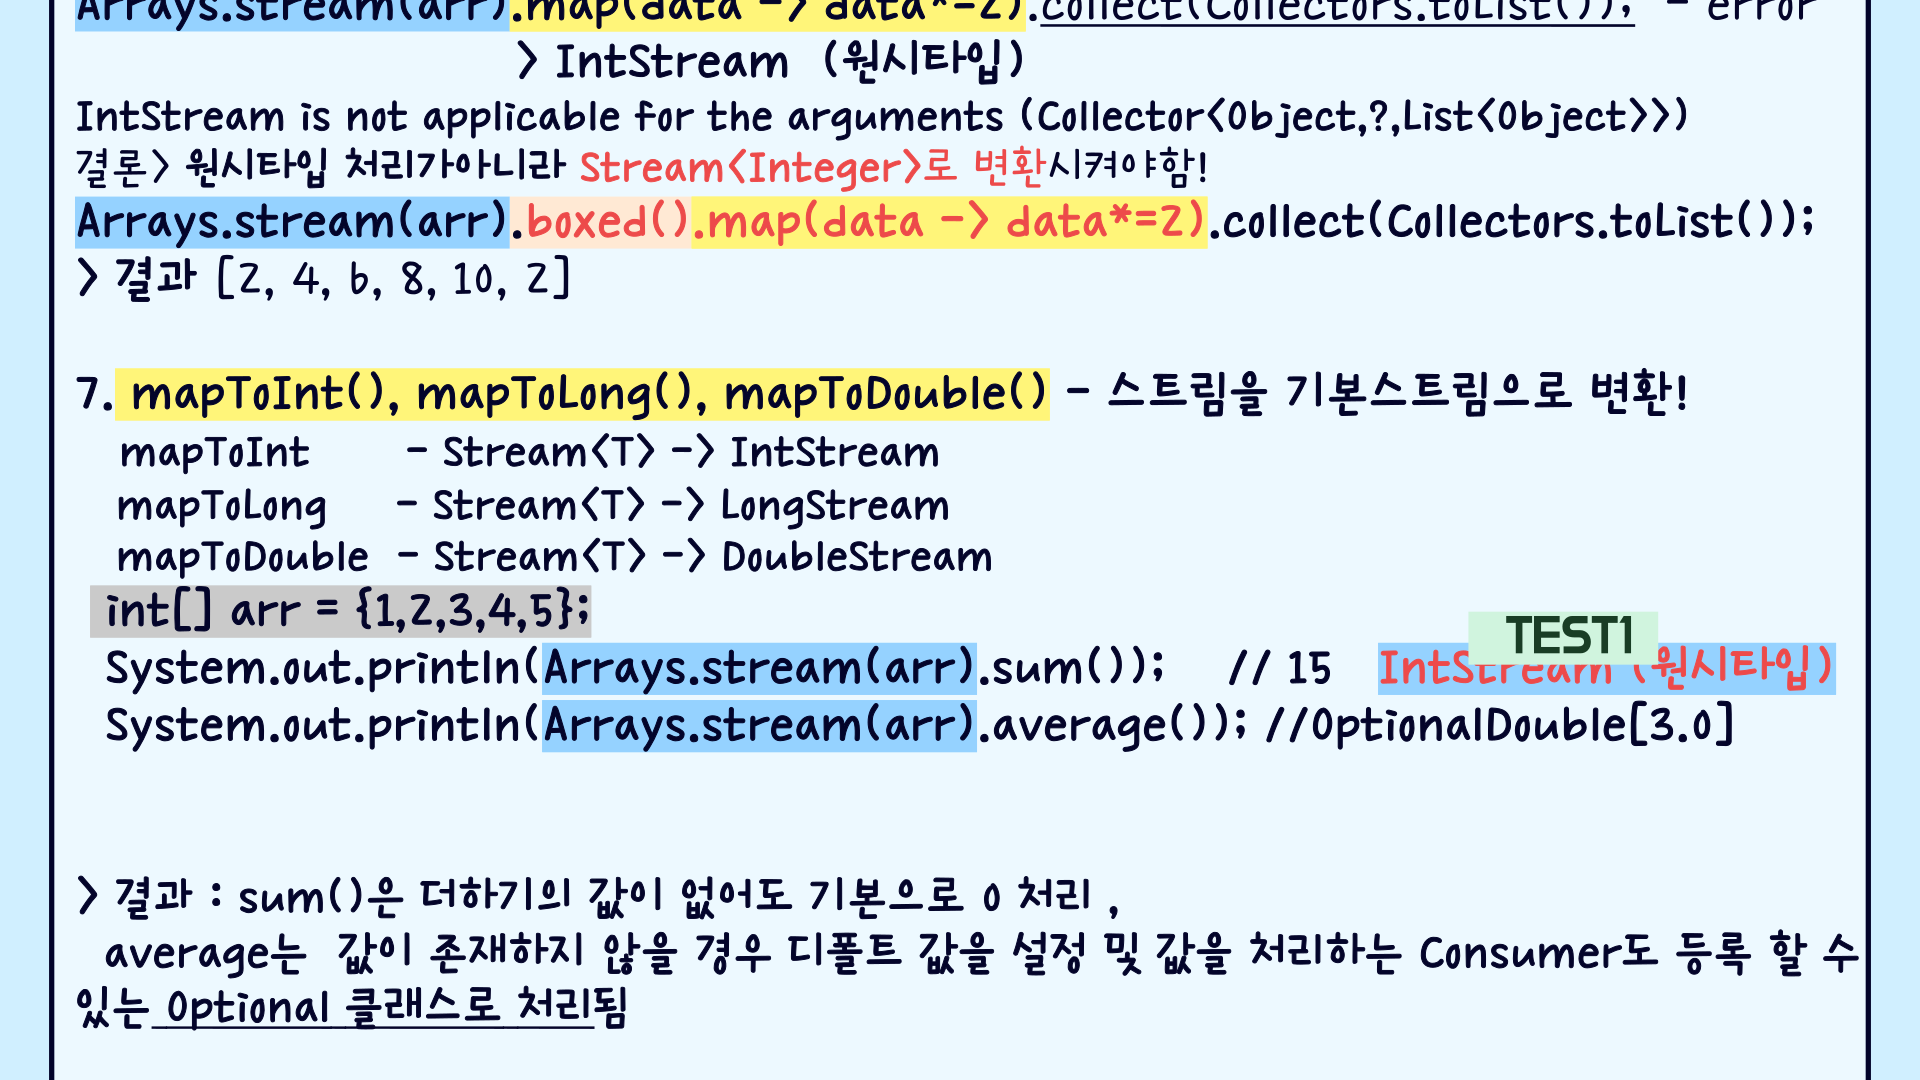 Arrays.stream(arr).map(data -> data*=2).collect(Collectors.toList()); - error
> IntStream (원시타입)
IntStream is not applicable for the arguments (Collector<Object,?,List<Object>>)
결론> 원시타입 처리가아니라 Stream<Integer>로 변환시켜야함!
Arrays.stream(arr).boxed().map(data -> data*=2).collect(Collectors.toList());
> 결과 [2, 4, 6, 8, 10, 2]
7. mapToInt(), mapToLong(), mapToDouble() - 스트림을 기본스트림으로 변환!
mapToInt - Stream<T> -> IntStream
mapToLong - Stream<T> -> LongStream
mapToDouble - Stream<T> -> DoubleStream
int[] arr = {1,2,3,4,5};
TEST1
System.out.println(Arrays.stream(arr).sum()); // 15 IntStream (원시타입)
System.out.println(Arrays.stream(arr).average()); //OptionalDouble[3.0]
> 결과 : sum()은 더하기의 값이 없어도 기본으로 0 처리 ,
average는 값이 존재하지 않을 경우 디폴트 값을 설정 및 값을 처리하는 Consumer도 등록 할 수
있는 Optional 클래스로 처리됨